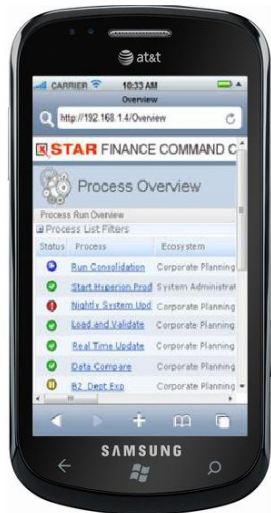 at&t
CARRIER 10:33 AM
Overview
http://192.168.1.4/Overview
STAR FINANCE COMMAND C
Process Overview
Process Run Overview
Process List Filters
Status Process Ecosystem
Run Consolidation Corporate Planning
Start Hyperion Prod System Administrat
Nightly System Upd Corporate Planning
Load and Validate Corporate Planning
Real Time Update Corporate Planning
Data Compare Corporate Planning
B2_Dept Exp Corporate Planning
SAMSUNG